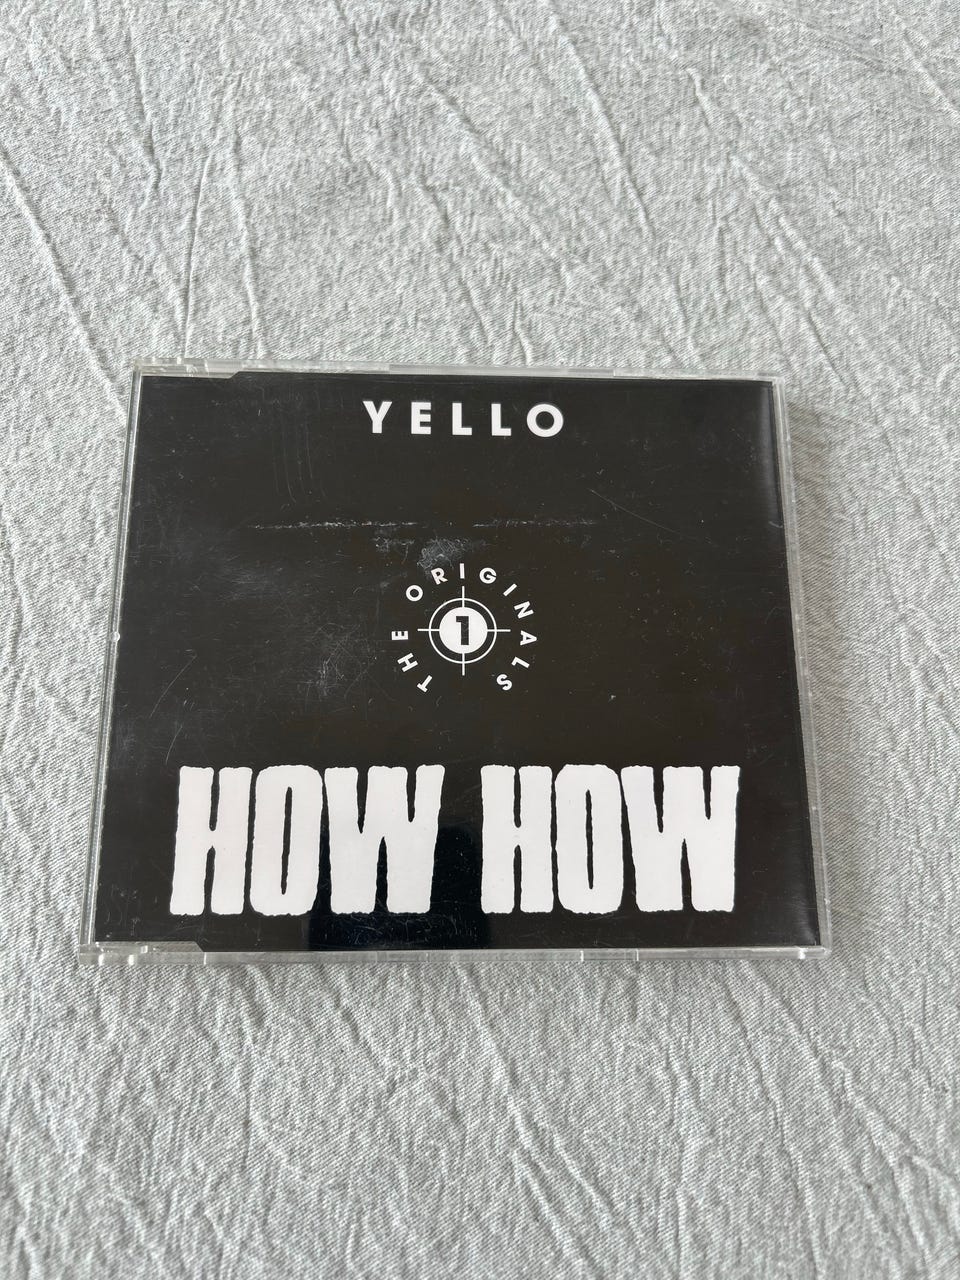 YELLO
THE ORIGINALS
1
HOW HOW